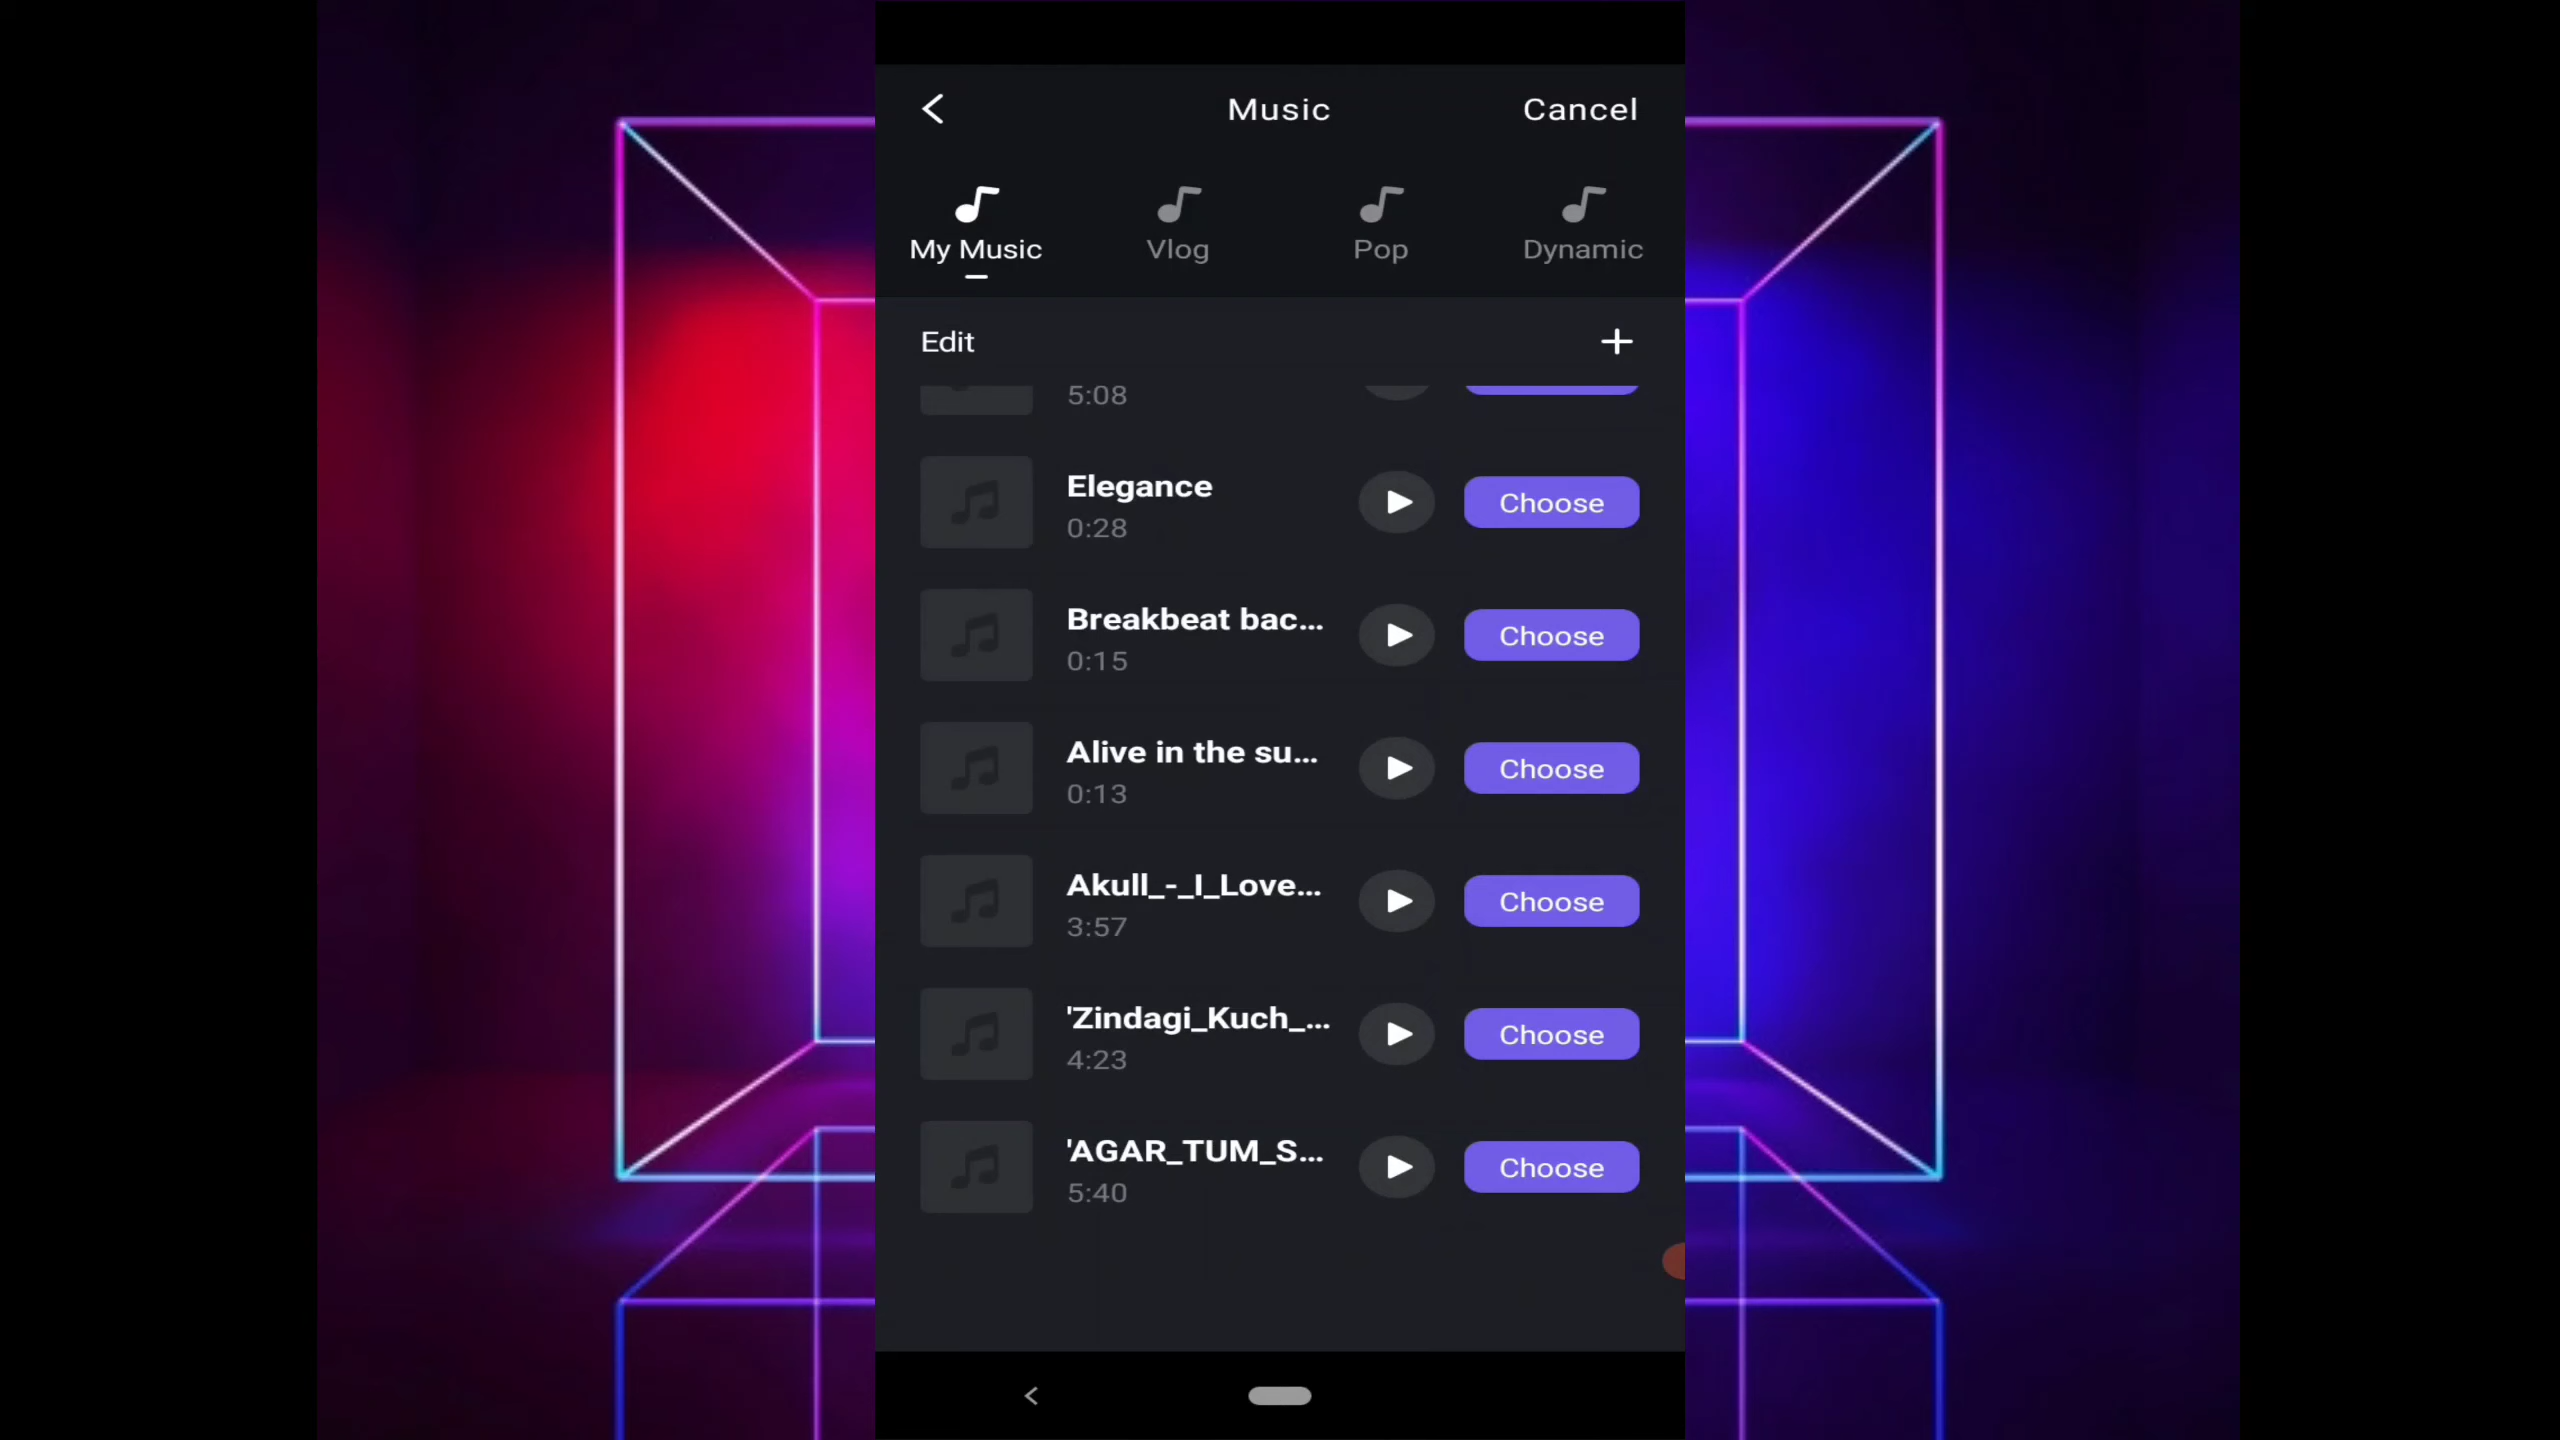 Music
Cancel
My Music
Vlog
Pop
Dynamic
Edit
5:08
Elegance
0:28
Choose
Breakbeat bac...
0:15
Choose
Alive in the su...
0:13
Choose
Akull_-_I_Love...
3:57
Choose
'Zindagi_Kuch_...
4:23
Choose
'AGAR_TUM_S...
5:40
Choose